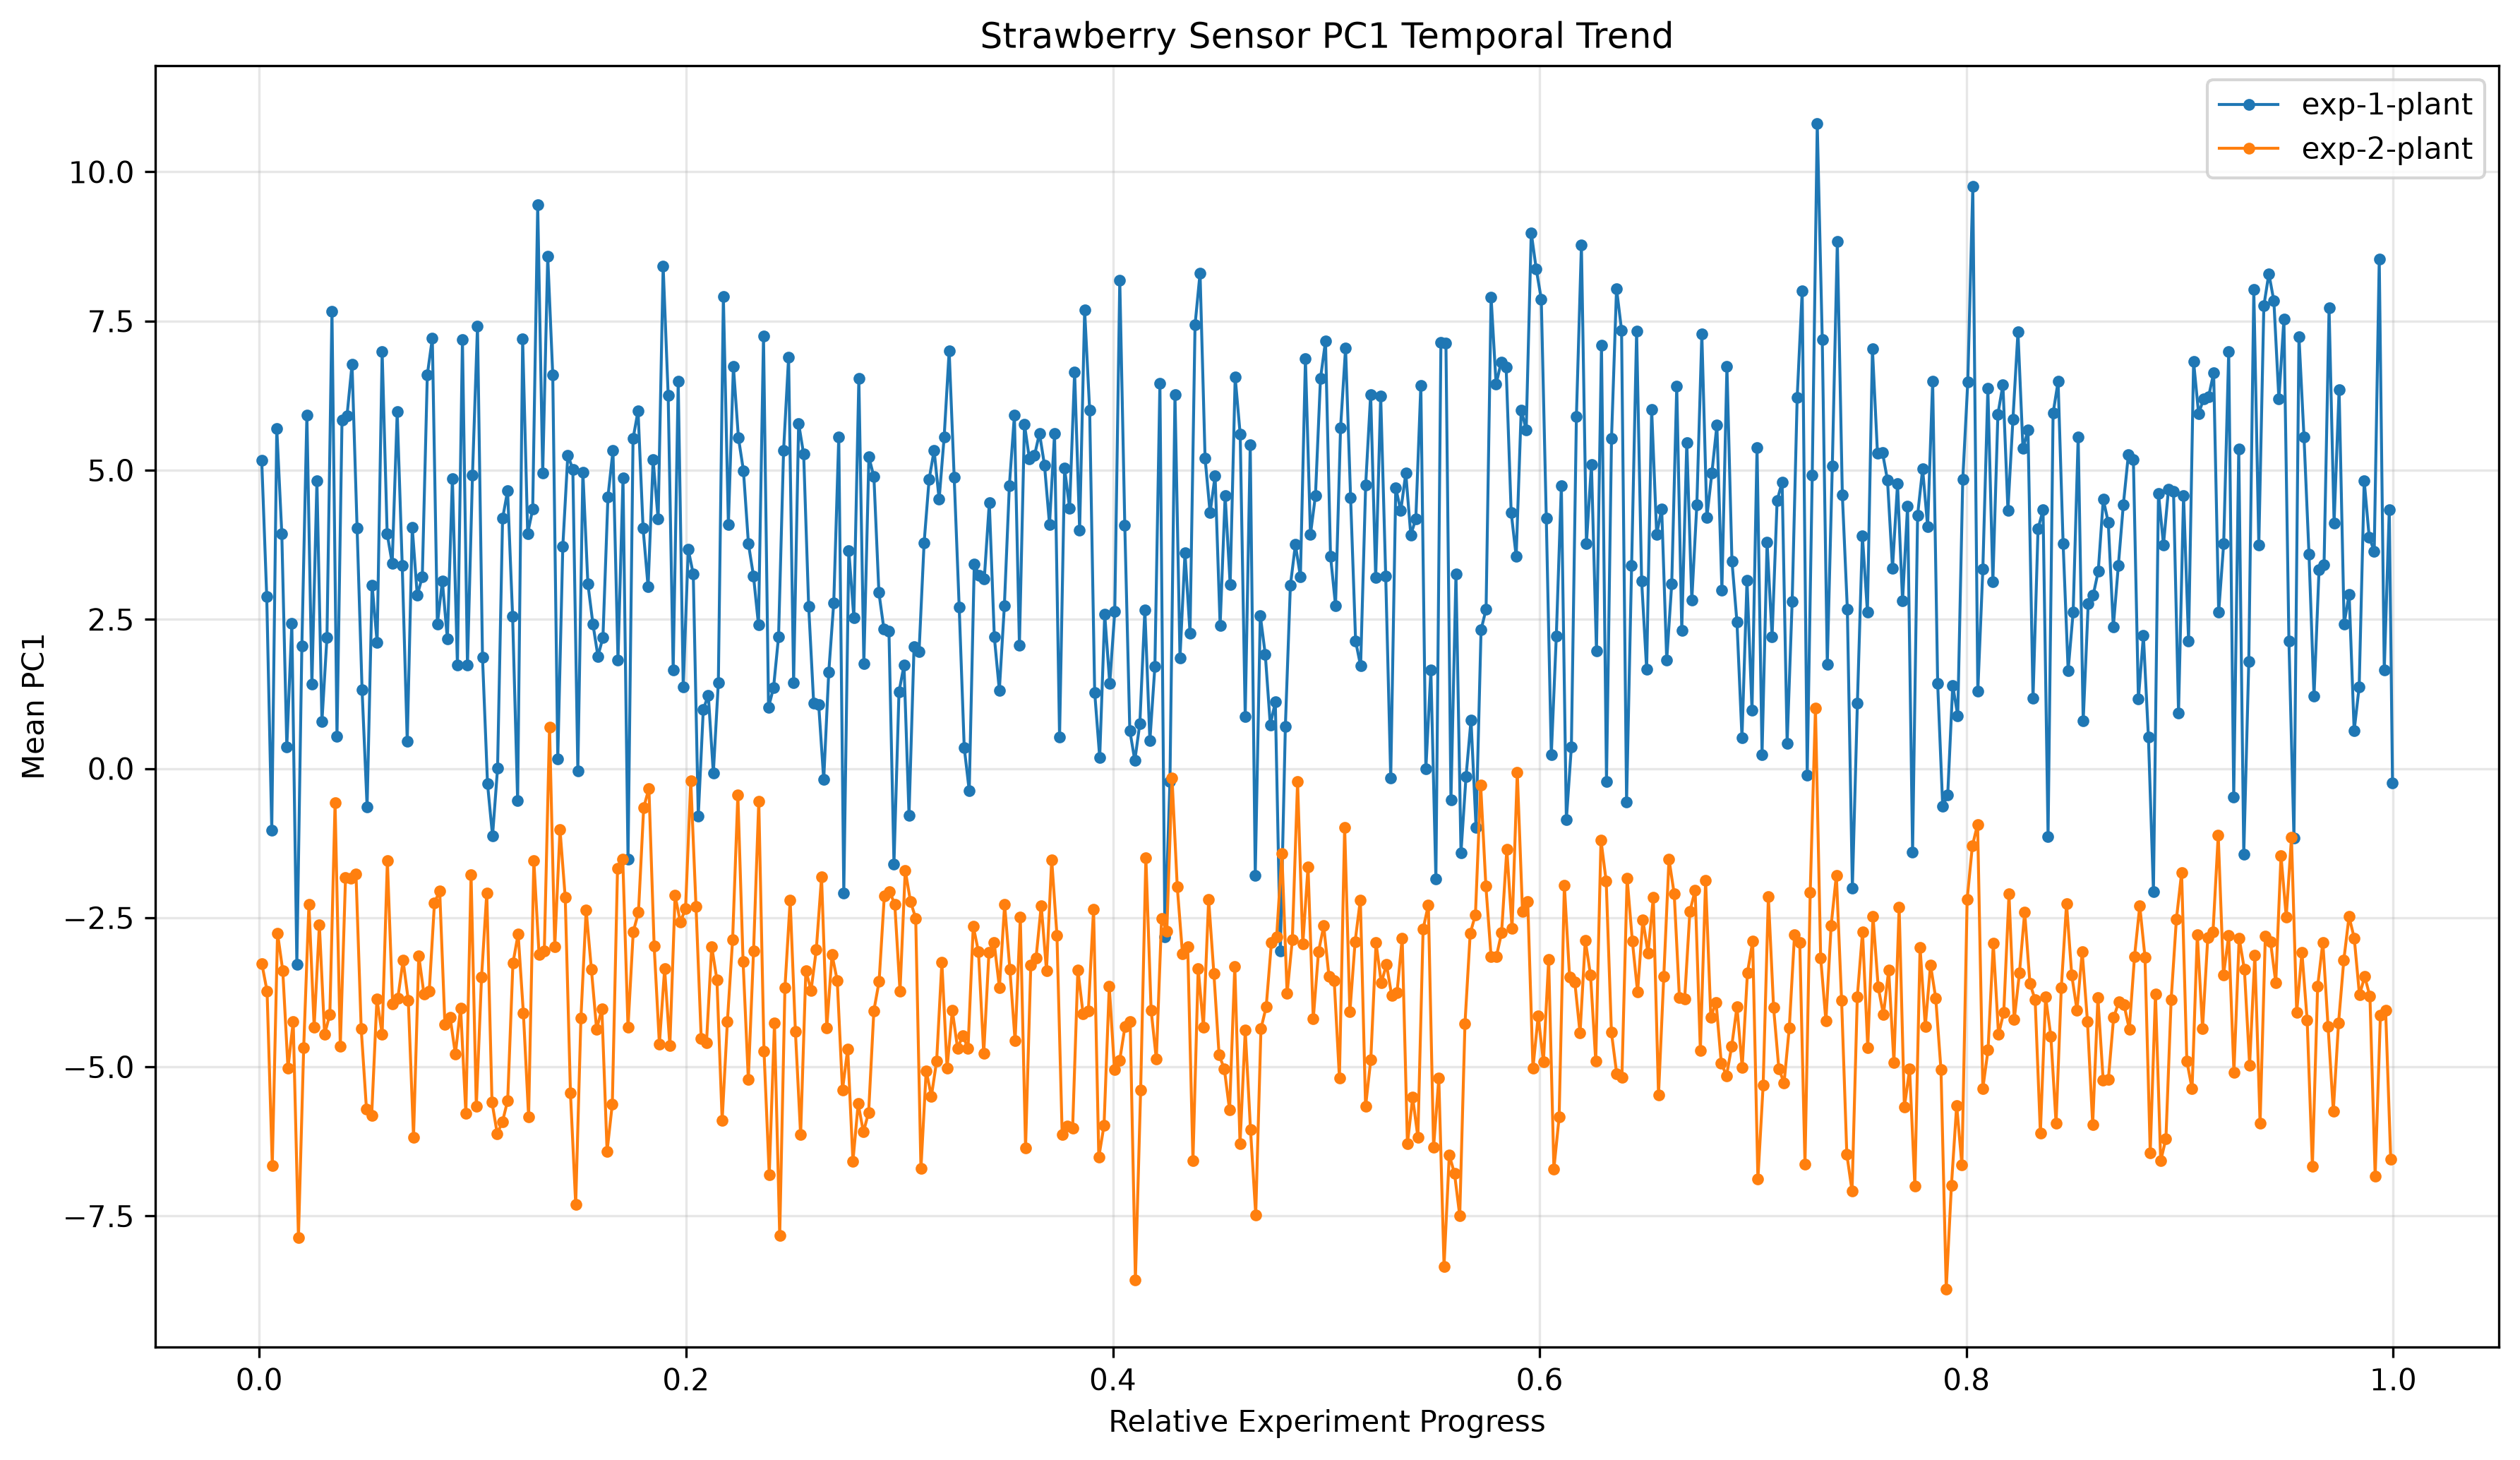 Strawberry Sensor PC1 Temporal Trend
exp-1-plant
exp-2-plant
Mean PC1
10.0
7.5
5.0
2.5
0.0
−2.5
−5.0
−7.5
0.0 0.2 0.4 0.6 0.8 1.0
Relative Experiment Progress